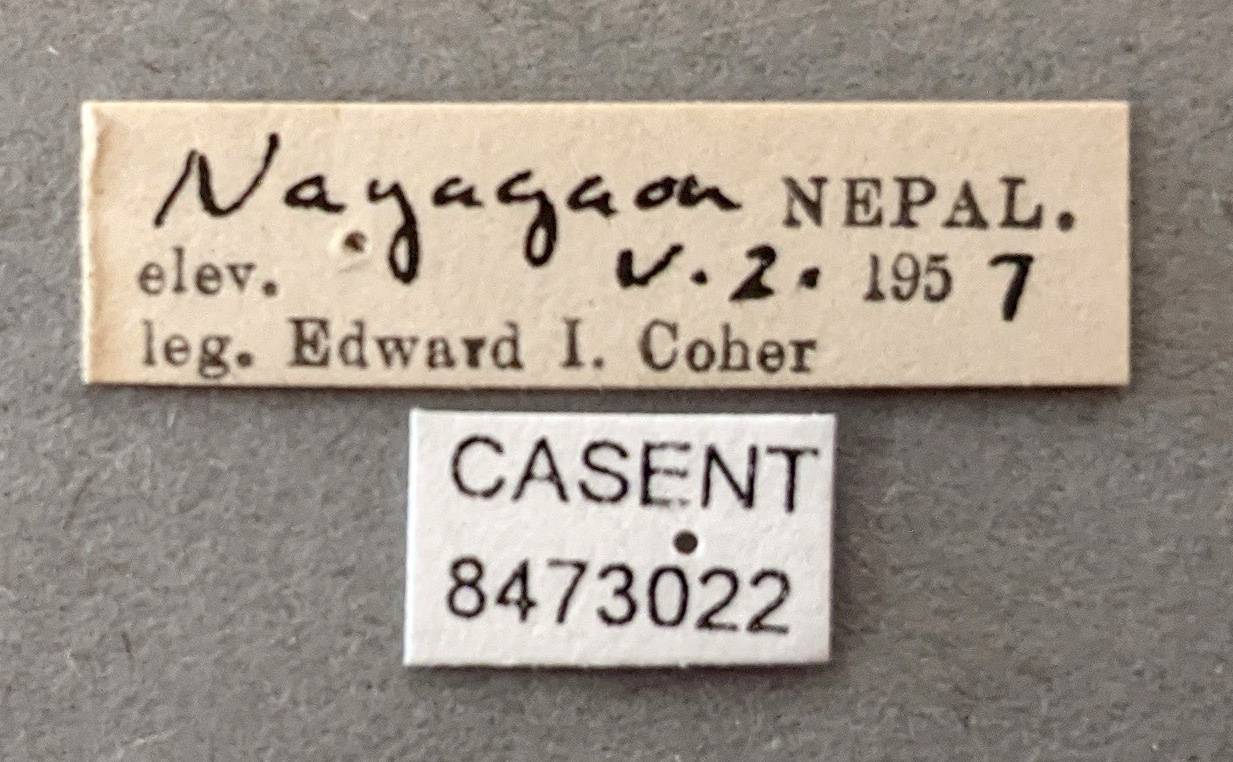 Nayagaon NEPAL.
elev. V. 2. 1957
leg. Edward I. Coher
CASENT
8473022